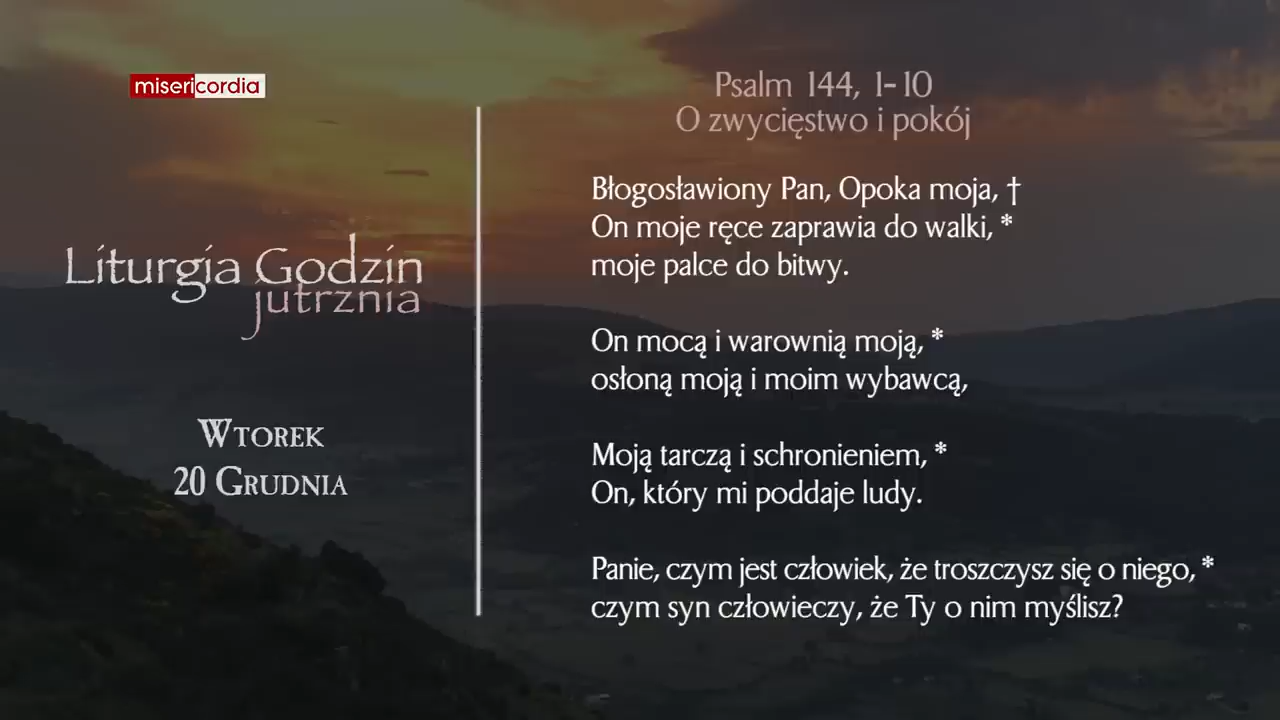 misericordia
Liturgia Godzin
jutrznia
Wtorek
20 Grudnia
Psalm 144, 1-10
O zwycięstwo i pokój
Błogosławiony Pan, Opoka moja, †
On moje ręce zaprawia do walki, *
moje palce do bitwy.
On mocą i warownią moją, *
osłoną moją i moim wybawcą,
Moją tarczą i schronieniem, *
On, który mi poddaje ludy.
Panie, czym jest człowiek, że troszczysz się o niego, *
czym syn człowieczy, że Ty o nim myślisz?